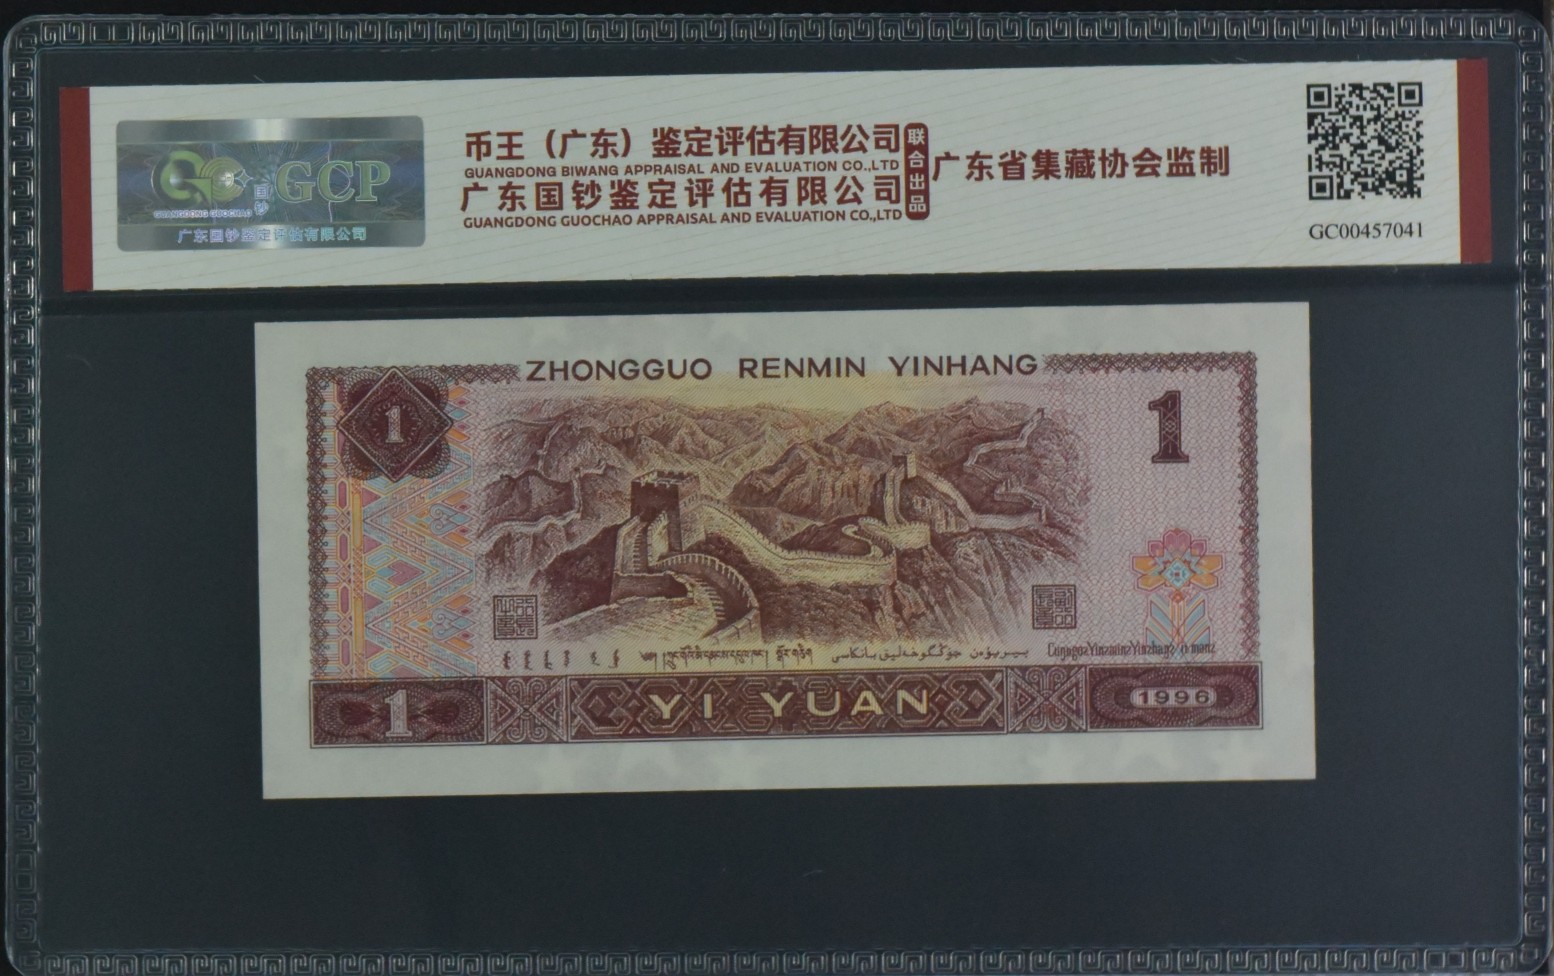 GCP
国钞
GUANGDONG GUOCHAO
广东国钞鉴定评估有限公司
币王（广东）鉴定评估有限公司
GUANGDONG BIWANG APPRAISAL AND EVALUATION CO.,LTD
广东国钞鉴定评估有限公司
GUANGDONG GUOCHAO APPRAISAL AND EVALUATION CO.,LTD
联合出品
广东省集藏协会监制
GC00457041
ZHONGGUO RENMIN YINHANG
1
1
1
YI YUAN
1996